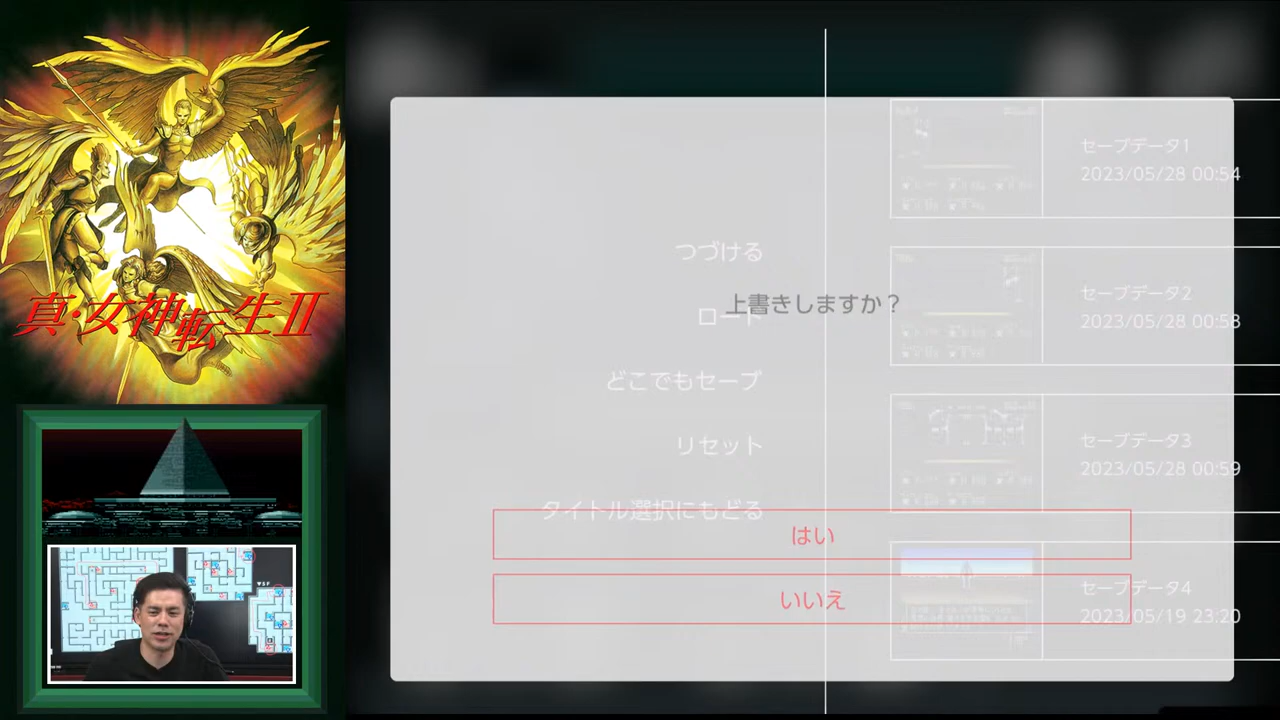 真・女神転生II
つづける
上書きしますか？
ロード
どこでもセーブ
リセット
タイトル選択にもどる
はい
いいえ
セーブデータ1
2023/05/28 00:54
セーブデータ2
2023/05/28 00:58
セーブデータ3
2023/05/28 00:59
セーブデータ4
2023/05/19 23:20